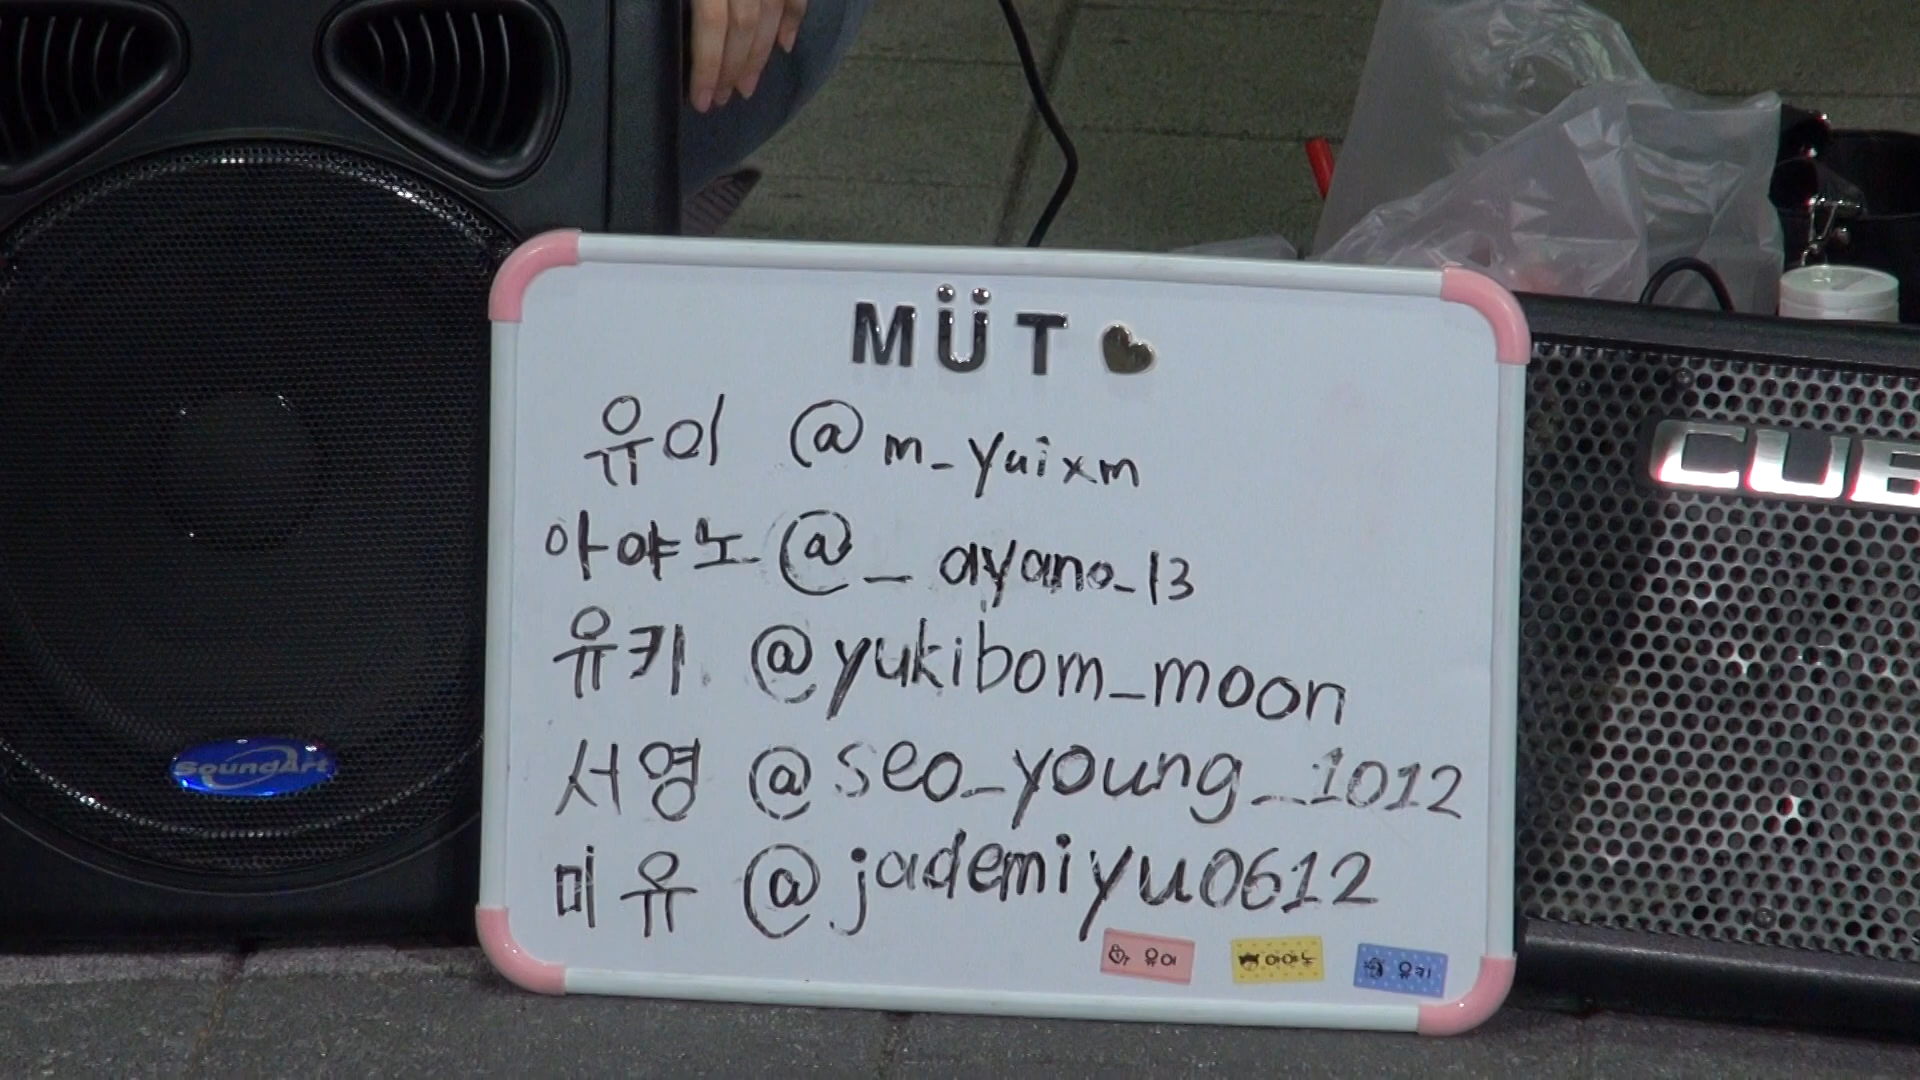 MÜT
유이 @m_yuixm
아야노 @_ayano_13
유키 @yukibom_moon
서영 @seo_young_1012
미유 @jademiyu0612
유이 아야노 유키
SoundArt
CUBE